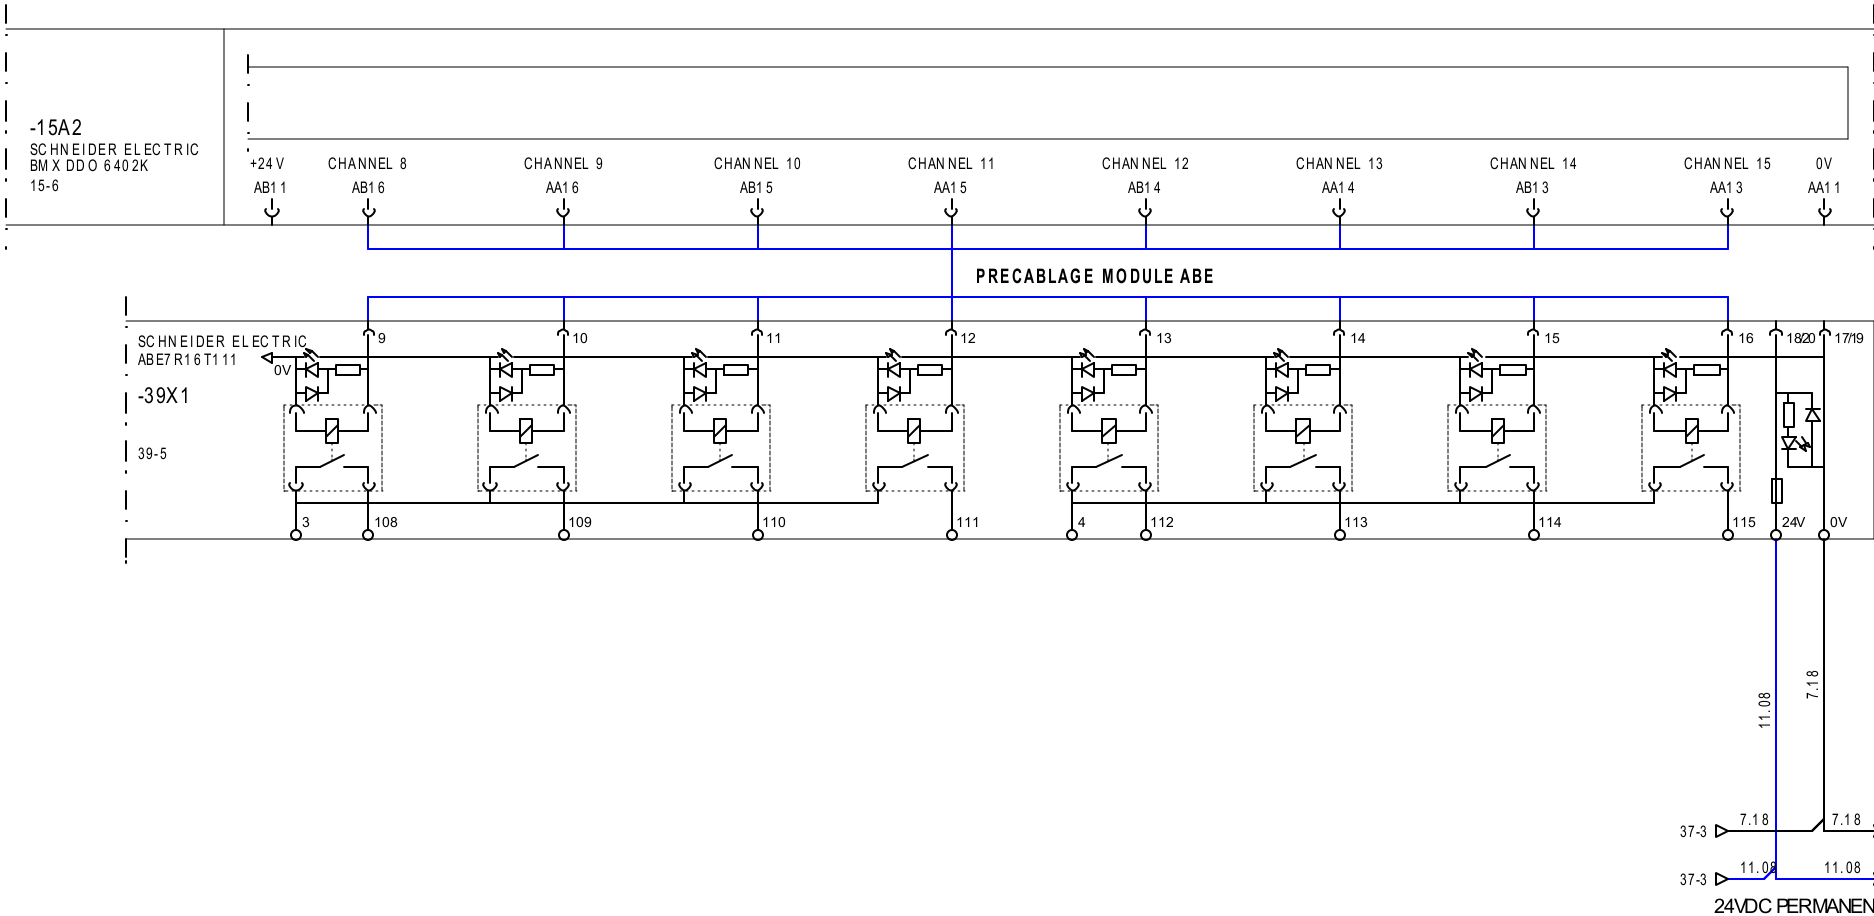 -15A2
SCHNEIDER ELECTRIC
BMX DDO 6402K
15-6
+24V CHANNEL 8 CHANNEL 9 CHANNEL 10 CHANNEL 11 CHANNEL 12 CHANNEL 13 CHANNEL 14 CHANNEL 15 0V
AB11 AB16 AA16 AB15 AA15 AB14 AA14 AB13 AA13 AA11
PRECABLAGE MODULE ABE
SCHNEIDER ELECTRIC
ABE7R16T111
-39X1
39-5
9 10 11 12 13 14 15 16 18/20 17/19
0V
3 108 109 110 111 4 112 113 114 115 24V 0V
11.08 7.18
37-3 7.18 7.18
37-3 11.08 11.08
24VDC PERMANEN